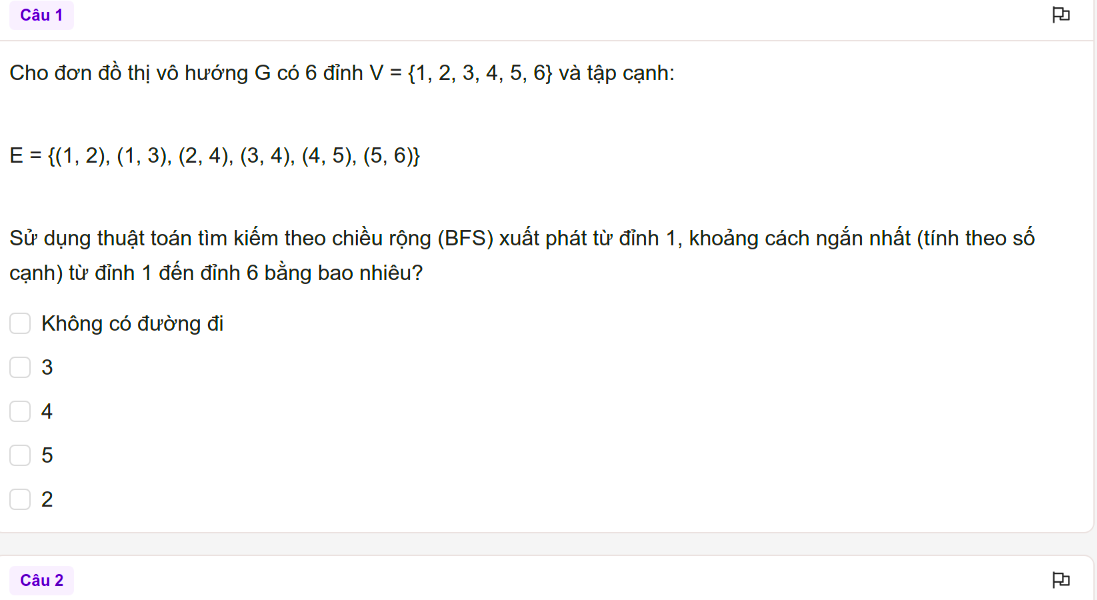 Câu 1
Cho đơn đồ thị vô hướng G có 6 đỉnh V = {1, 2, 3, 4, 5, 6} và tập cạnh:
E = {(1, 2), (1, 3), (2, 4), (3, 4), (4, 5), (5, 6)}
Sử dụng thuật toán tìm kiếm theo chiều rộng (BFS) xuất phát từ đỉnh 1, khoảng cách ngắn nhất (tính theo số
cạnh) từ đỉnh 1 đến đỉnh 6 bằng bao nhiêu?
Không có đường đi
3
4
5
2
Câu 2